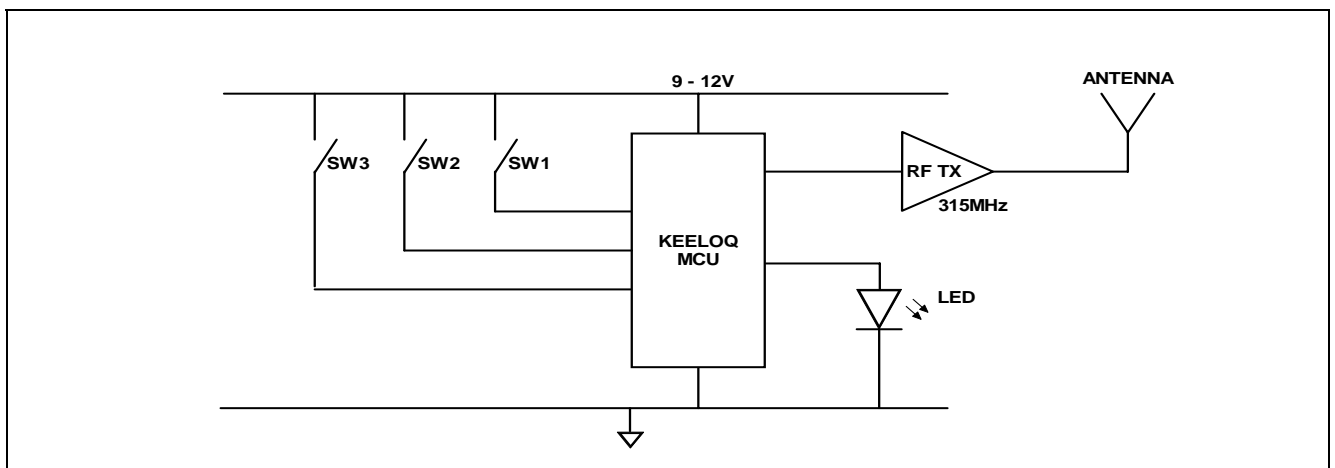 9 - 12V
ANTENNA
SW3
SW2
SW1
RF TX
315MHz
KEELOQ
MCU
LED